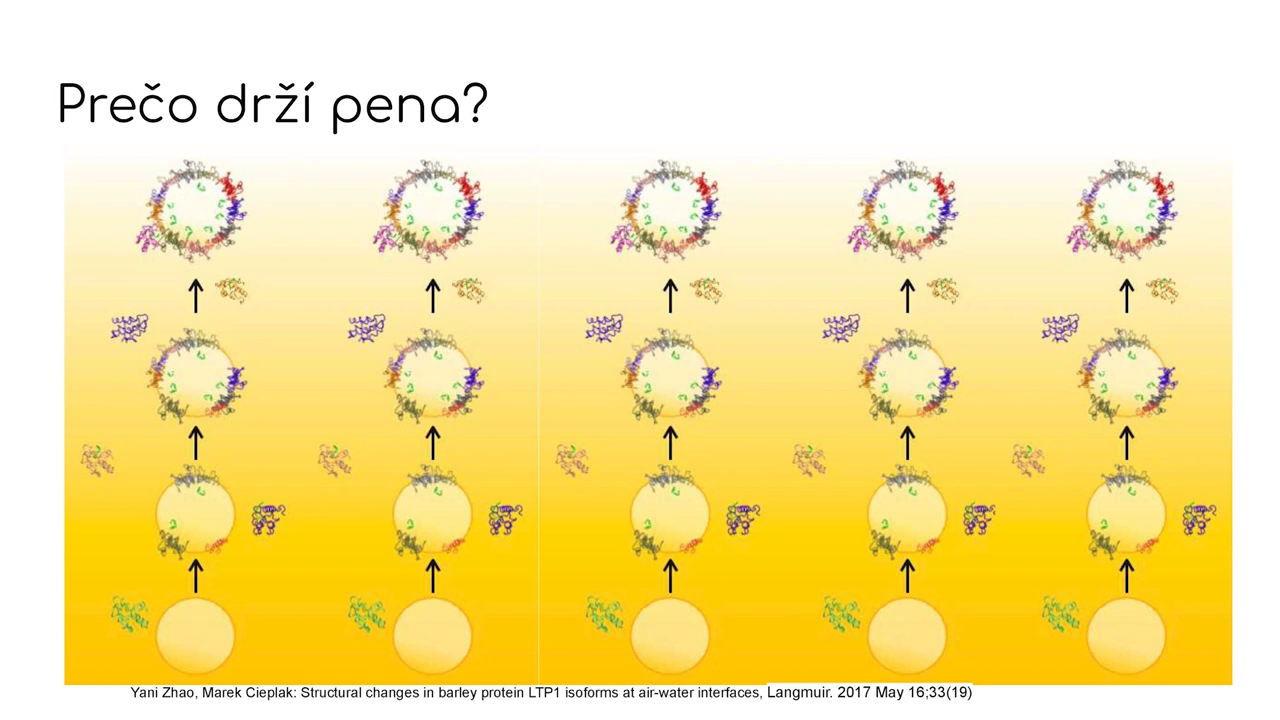 Prečo drží pena?
Yani Zhao, Marek Cieplak: Structural changes in barley protein LTP1 isoforms at air-water interfaces, Langmuir. 2017 May 16;33(19)